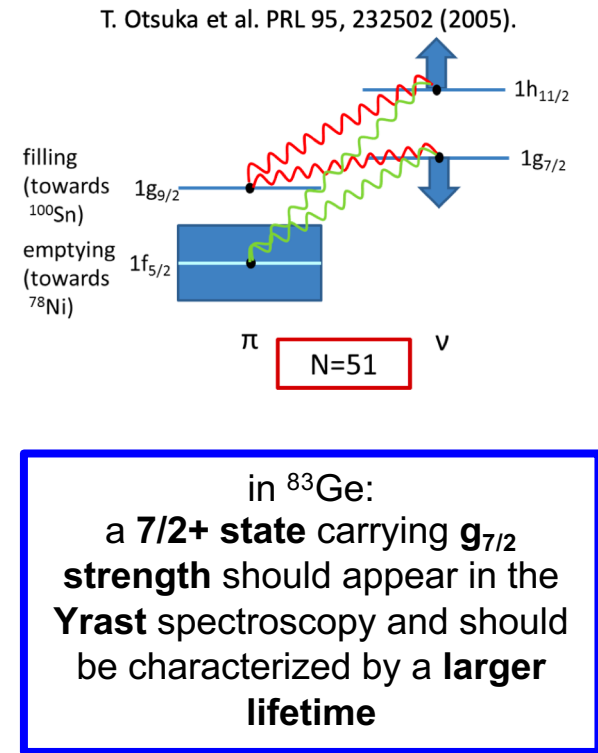 T. Otsuka et al. PRL 95, 232502 (2005).
1h11/2
filling
(towards
100Sn)
1g9/2
1g7/2
emptying
(towards
78Ni)
1f5/2
π
ν
N=51
in 83Ge:
a 7/2+ state carrying g7/2
strength should appear in the
Yrast spectroscopy and should
be characterized by a larger
lifetime